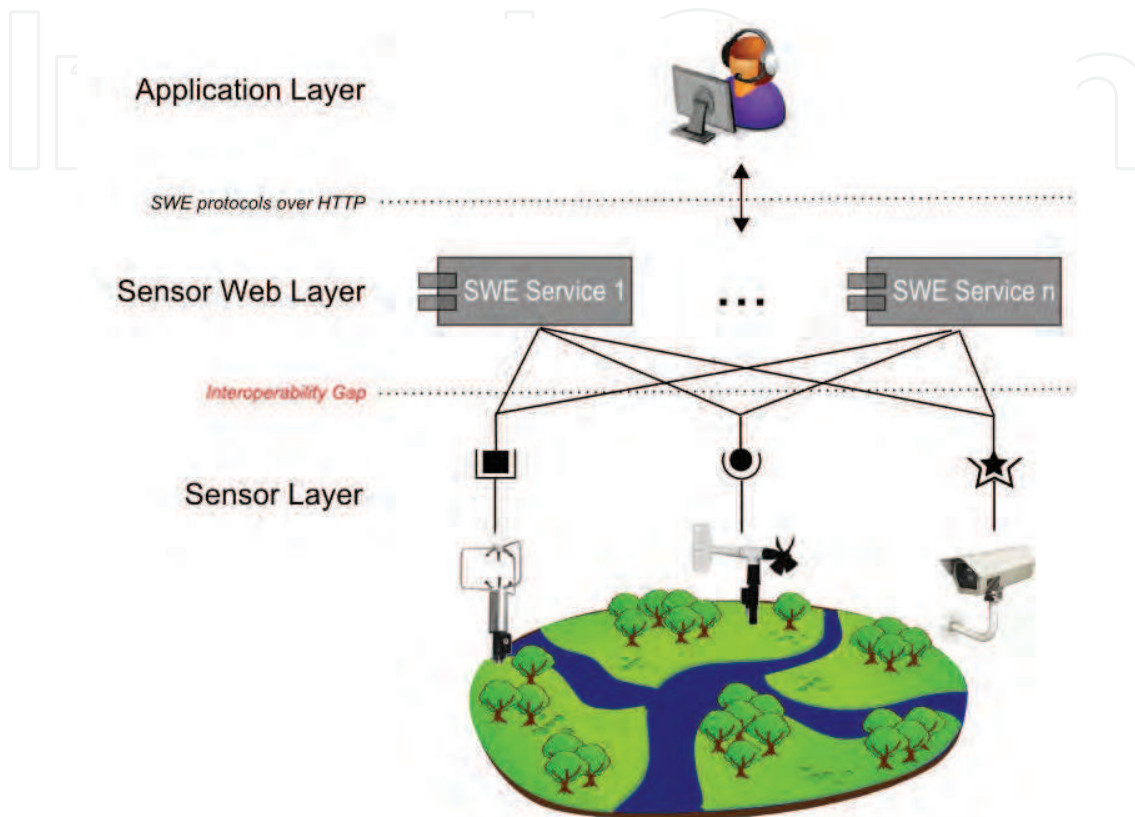 Application Layer
SWE protocols over HTTP
Sensor Web Layer
SWE Service 1
...
SWE Service n
Interoperability Gap
Sensor Layer